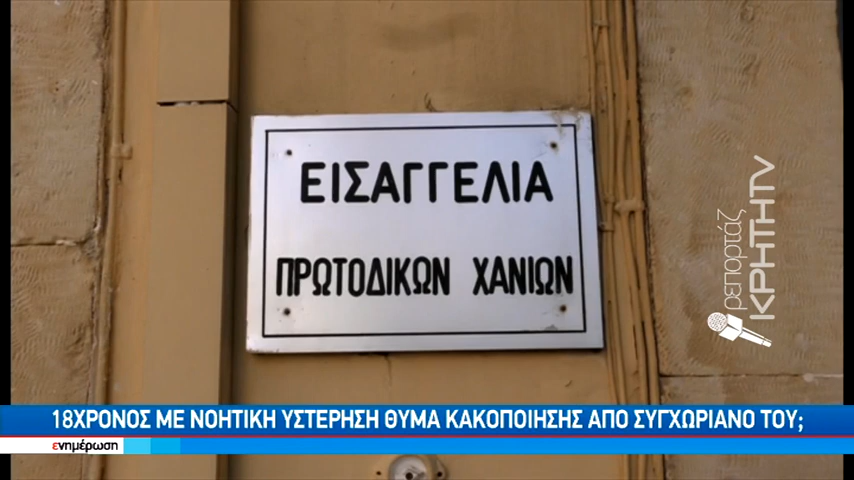 ΕΙΣΑΓΓΕΛΙΑ
ΠΡΩΤΟΔΙΚΩΝ ΧΑΝΙΩΝ
ρεπορτάζ
ΚΡΗΤΗTV
18ΧΡΟΝΟΣ ΜΕ ΝΟΗΤΙΚΗ ΥΣΤΕΡΗΣΗ ΘΥΜΑ ΚΑΚΟΠΟΙΗΣΗΣ ΑΠΟ ΣΥΓΧΩΡΙΑΝΟ ΤΟΥ;
ενημέρωση